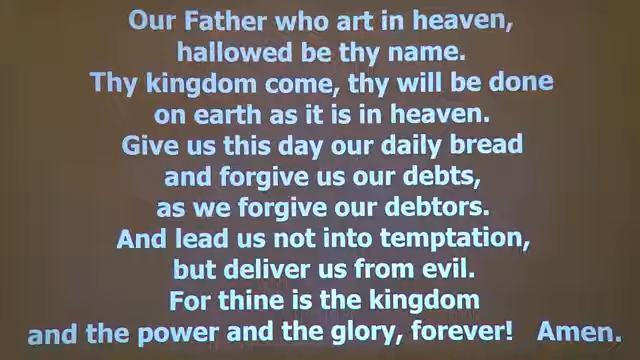 Our Father who art in heaven,
hallowed be thy name.
Thy kingdom come, thy will be done
on earth as it is in heaven.
Give us this day our daily bread
and forgive us our debts,
as we forgive our debtors.
And lead us not into temptation,
but deliver us from evil.
For thine is the kingdom
and the power and the glory, forever! Amen.